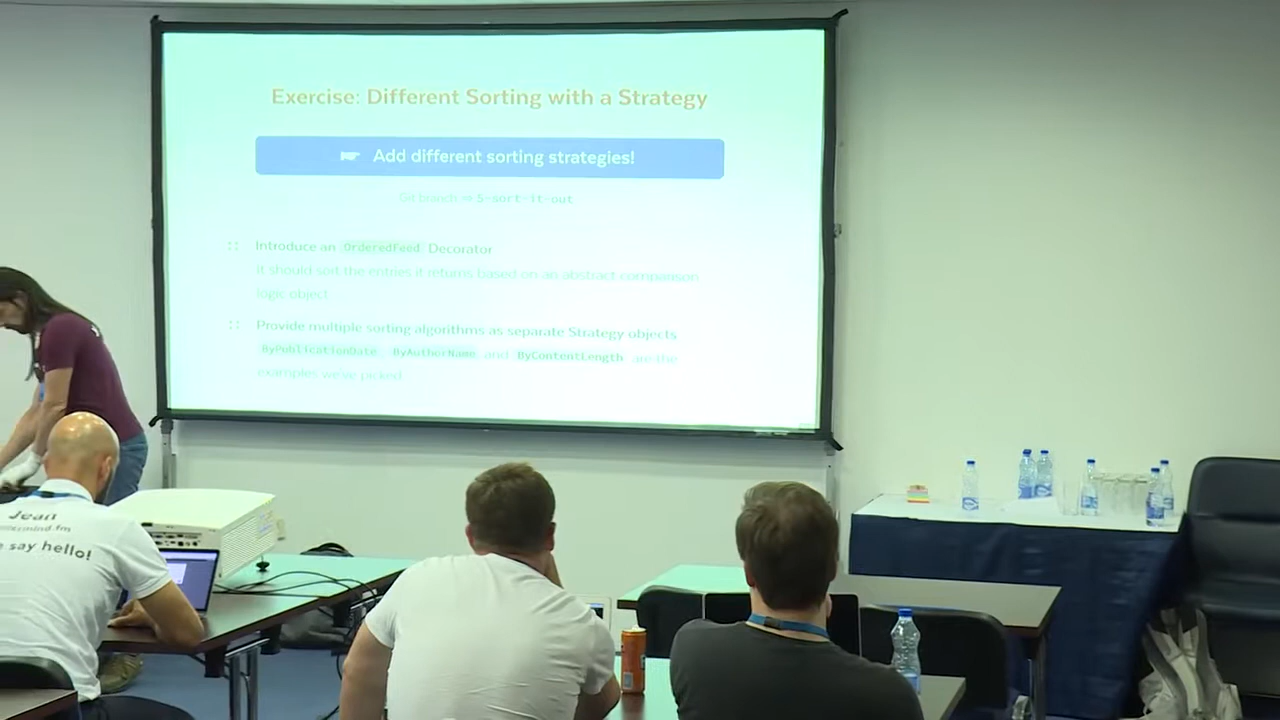 Exercise: Different Sorting with a Strategy
Add different sorting strategies!
Git branch ⇒ 5-sort-it-out
Introduce an OrderedFeed Decorator
It should sort the entries it returns based on an abstract comparison
logic object.
Provide multiple sorting algorithms as separate Strategy objects
ByPublicationDate, ByAuthorName and ByContentLength are the
examples we've picked.
Jean
mind.fm
say hello!